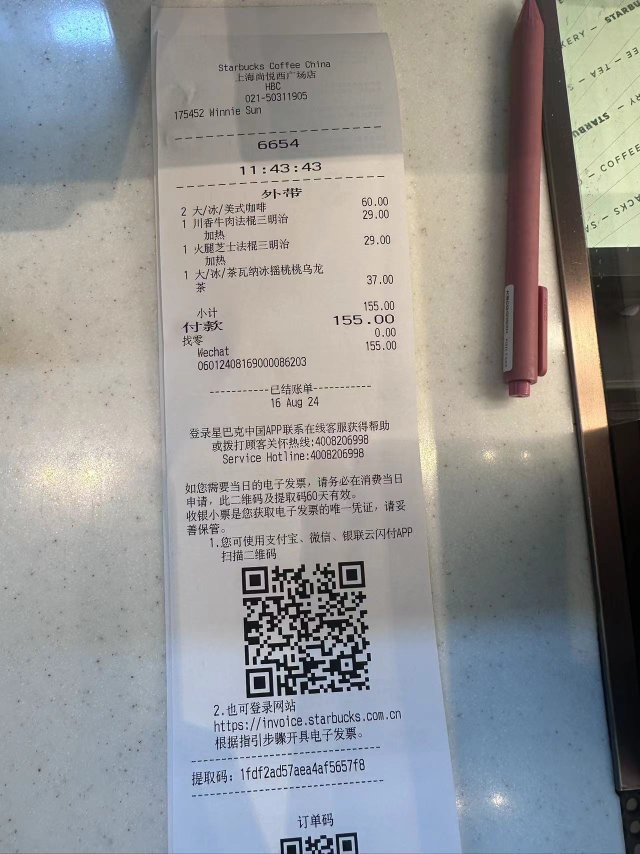 Starbucks Coffee China
上海尚悦西广场店
HBC
021-50311905
175452 Winnie Sun
6654
11:43:43
外带
2 大/冰/美式咖啡 60.00
1 川香牛肉法棍三明治 29.00
加热
1 火腿芝士法棍三明治 29.00
加热
1 大/冰/茶瓦纳冰摇桃桃乌龙
茶 37.00
小计 155.00
付款 155.00
找零 0.00
Wechat 155.00
06012408169000086203
-----------已结账单-----------
16 Aug 24
登录星巴克中国APP联系在线客服获得帮助
或拨打顾客关怀热线:4008206998
Service Hotline:4008206998
如您需要当日的电子发票，请务必在消费当日
申请，此二维码及提取码60天有效。
收银小票是您获取电子发票的唯一凭证，请妥
善保管。
1.您可使用支付宝、微信、银联云闪付APP
扫描二维码
2.也可登录网站
https://invoice.starbucks.com.cn
根据指引步骤开具电子发票。
提取码：1fdf2ad57aea4af5657f8
订单码
STARBU
TEA
STARBU
COFFEE